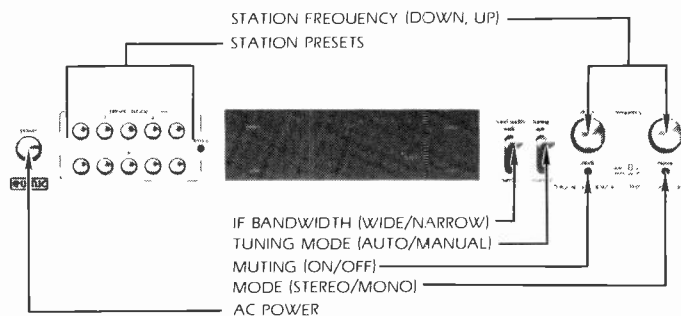 STATION FREQUENCY (DOWN, UP)
STATION PRESETS
IF BANDWIDTH (WIDE/NARROW)
TUNING MODE (AUTO/MANUAL)
MUTING (ON/OFF)
MODE (STEREO/MONO)
AC POWER